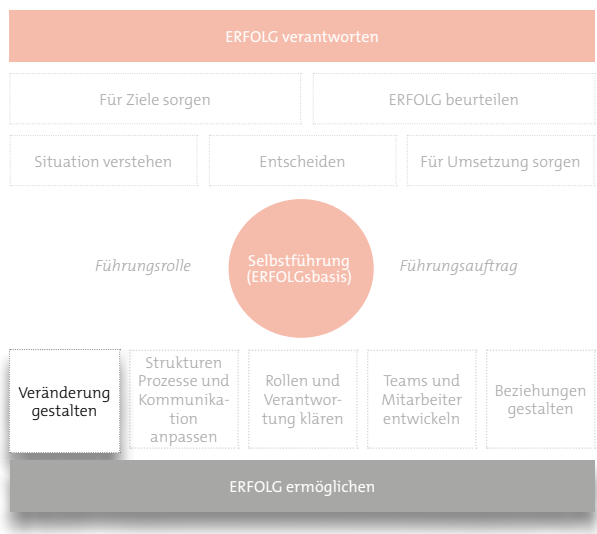 ERFOLG verantworten
Für Ziele sorgen
ERFOLG beurteilen
Situation verstehen
Entscheiden
Für Umsetzung sorgen
Führungsrolle
Selbstführung
(ERFOLGsbasis)
Führungsauftrag
Veränderung
gestalten
Strukturen
Prozesse und
Kommunika-
tion
anpassen
Rollen und
Verantwor-
tung klären
Teams und
Mitarbeiter
entwickeln
Beziehungen
gestalten
ERFOLG ermöglichen